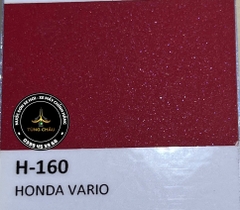 TÙNG CHÂU
H-160
HONDA VARIO